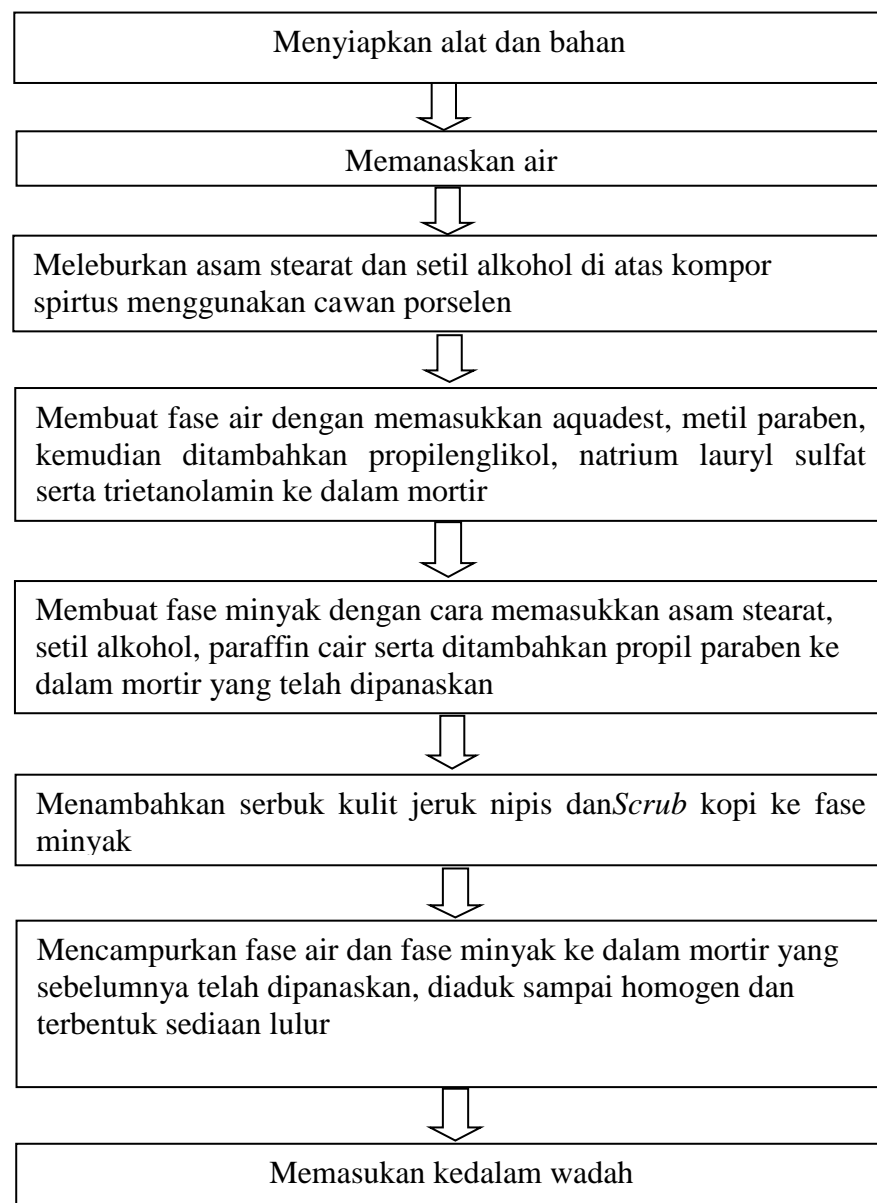 Menyiapkan alat dan bahan
Memanaskan air
Meleburkan asam stearat dan setil alkohol di atas kompor
spirtus menggunakan cawan porselen
Membuat fase air dengan memasukkan aquadest, metil paraben,
kemudian ditambahkan propilenglikol, natrium lauryl sulfat
serta trietanolamin ke dalam mortir
Membuat fase minyak dengan cara memasukkan asam stearat,
setil alkohol, paraffin cair serta ditambahkan propil paraben ke
dalam mortir yang telah dipanaskan
Menambahkan serbuk kulit jeruk nipis danScrub kopi ke fase
minyak
Mencampurkan fase air dan fase minyak ke dalam mortir yang
sebelumnya telah dipanaskan, diaduk sampai homogen dan
terbentuk sediaan lulur
Memasukan kedalam wadah